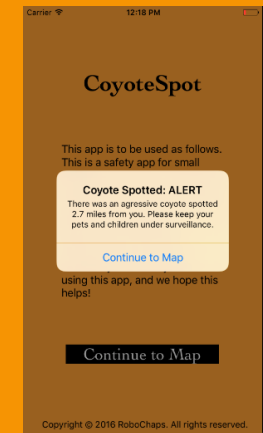 Carrier 12:18 PM
CoyoteSpot
This app is to be used as follows.
This is a safety app for small
Coyote Spotted: ALERT
There was an agressive coyote spotted
2.7 miles from you. Please keep your
pets and children under surveillance.
Continue to Map
using this app, and we hope this
helps!
Continue to Map
Copyright © 2016 RoboChaps. All rights reserved.